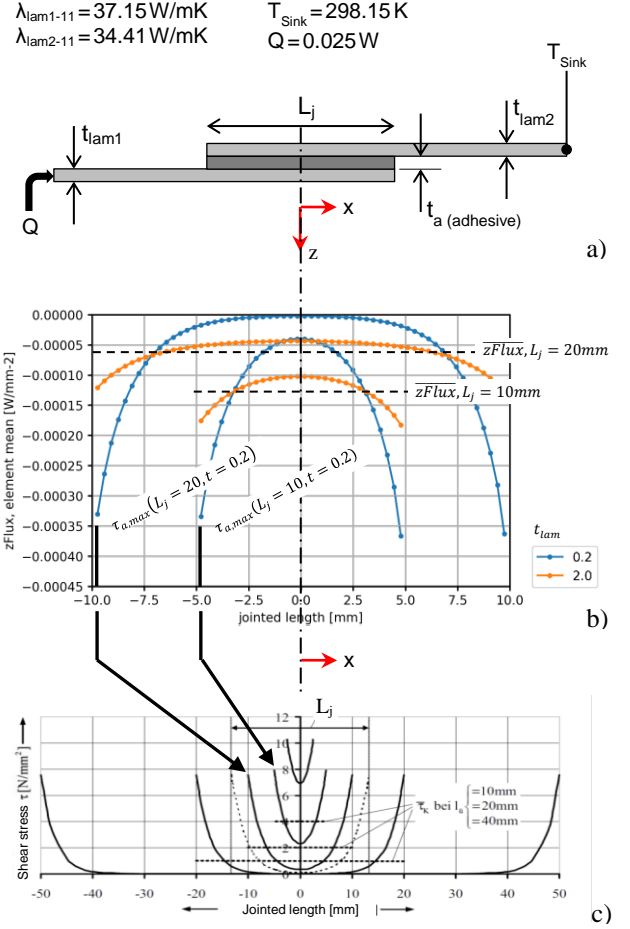 λlam1-11 = 37.15 W/mK
TSink = 298.15 K
λlam2-11 = 34.41 W/mK
Q = 0.025 W
TSink
Lj
tlam1
tlam2
ta (adhesive)
Q
x
z
a)
zFlux, element mean [W/mm-2]
0.00000
−0.00005
−0.00010
−0.00015
−0.00020
−0.00025
−0.00030
−0.00035
−0.00040
−0.00045
zFlux, Lj = 20mm
zFlux, Lj = 10mm
τa,max(Lj = 20, t = 0.2)
τa,max(Lj = 10, t = 0.2)
tlam
0.2
2.0
−10.0 −7.5 −5.0 −2.5 0.0 2.5 5.0 7.5 10.0
jointed length [mm]
b)
x
Shear stress τ [N/mm²]
12
10
8
6
4
2
0
Lj
τ̄K bei la
=10mm
=20mm
=40mm
-50 -40 -30 -20 -10 0 10 20 30 40 50
Jointed length [mm]
c)